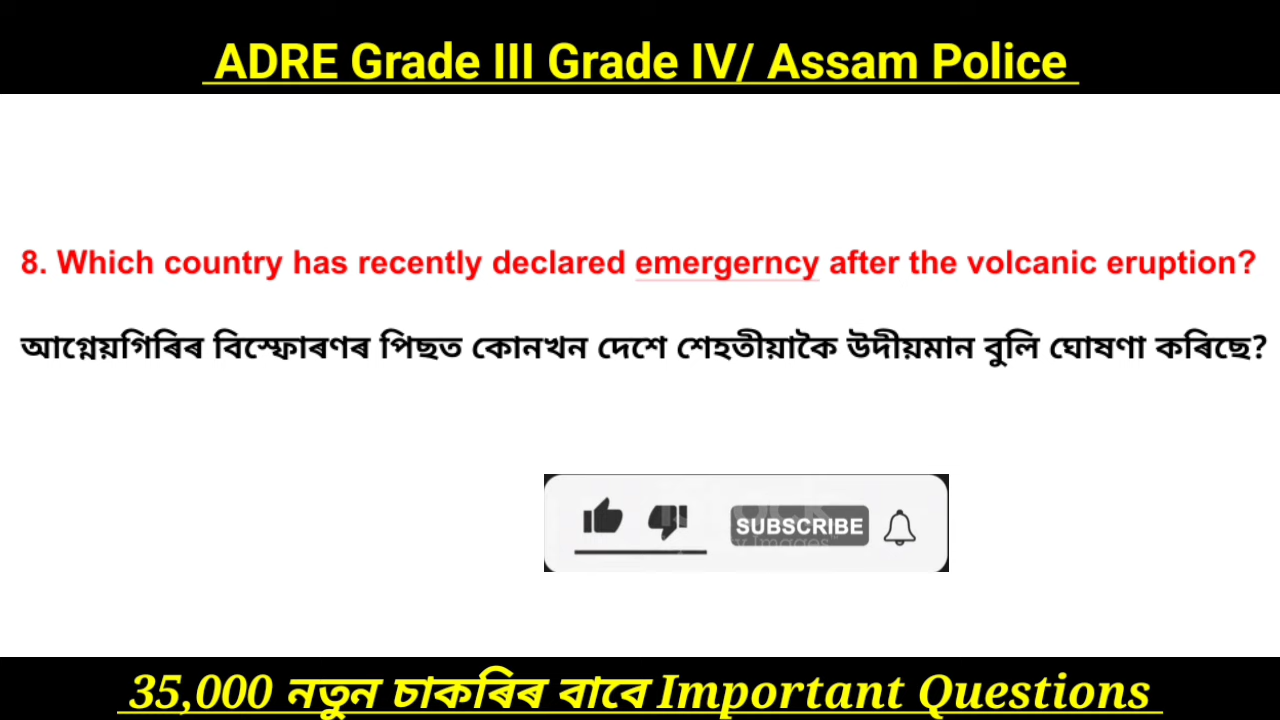 ADRE Grade III Grade IV/ Assam Police
8. Which country has recently declared emergerncy after the volcanic eruption?
আগ্নেয়গিৰিৰ বিস্ফোৰণৰ পিছত কোনখন দেশে শেহতীয়াকৈ উদীয়মান বুলি ঘোষণা কৰিছে?
SUBSCRIBE
35,000 নতুন চাকৰিৰ বাবে Important Questions